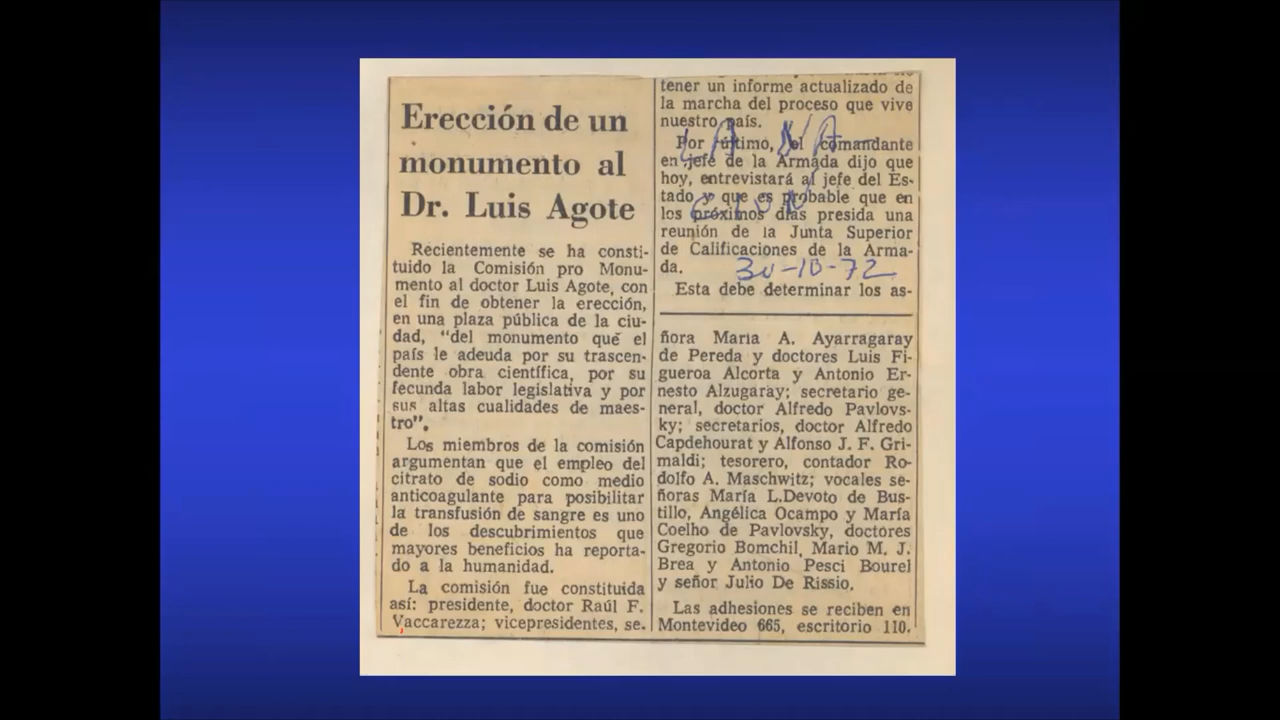 Erección de un
monumento al
Dr. Luis Agote
Recientemente se ha consti-
tuido la Comisión pro Monu-
mento al doctor Luis Agote, con
el fin de obtener la erección,
en una plaza pública de la ciu-
dad, "del monumento que el
país le adeuda por su trascen-
dente obra científica, por su
fecunda labor legislativa y por
sus altas cualidades de maes-
tro".
Los miembros de la comisión
argumentan que el empleo del
citrato de sodio como medio
anticoagulante para posibilitar
la transfusión de sangre es uno
de los descubrimientos que
mayores beneficios ha reporta-
do a la humanidad.
La comisión fue constituida
así: presidente, doctor Raúl F.
Vaccarezza; vicepresidentes, se-
tener un informe actualizado de
la marcha del proceso que vive
nuestro país.
LA NA-
Por último, el comandante
en jefe de la Armada dijo que
hoy, entrevistará al jefe del Es-
tado y que es probable que en
CION
los próximos días presida una
reunión de la Junta Superior
de Calificaciones de la Arma-
da.
30-10-72
Esta debe determinar los as-
ñora María A. Ayarragaray
de Pereda y doctores Luis Fi-
gueroa Alcorta y Antonio Er-
nesto Alzugaray; secretario ge-
neral, doctor Alfredo Pavlovs-
ky; secretarios, doctor Alfredo
Capdehourat y Alfonso J. F. Gri-
maldi; tesorero, contador Ro-
dolfo A. Maschwitz; vocales se-
ñoras María L.Devoto de Bus-
tillo, Angélica Ocampo y María
Coelho de Pavlovsky, doctores
Gregorio Bomchil, Mario M. J.
Brea y Antonio Pesci Bourel
y señor Julio De Rissio.
Las adhesiones se reciben en
Montevideo 665, escritorio 110.